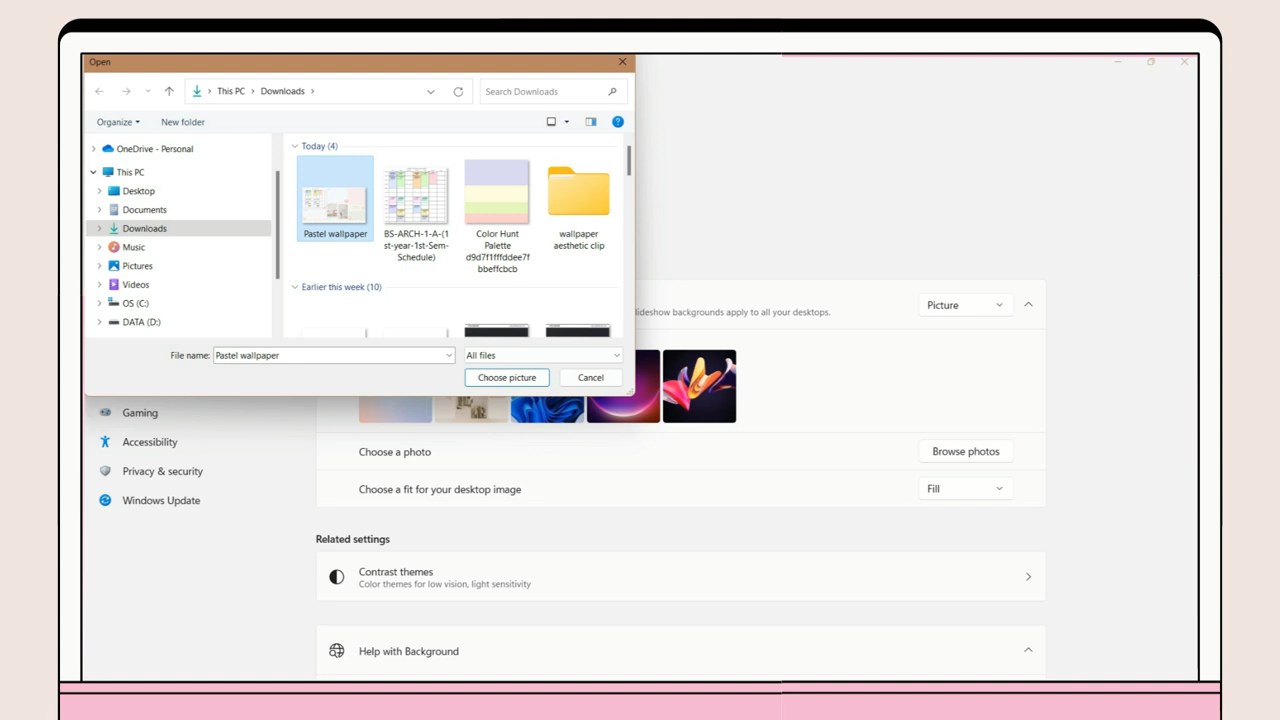 Open
This PC > Downloads >
Search Downloads
Organize
New folder
OneDrive - Personal
This PC
Desktop
Documents
Downloads
Music
Pictures
Videos
OS (C:)
DATA (D:)
Today (4)
Pastel wallpaper
BS-ARCH-1-A-(1
st-year-1st-Sem-
Schedule)
Color Hunt
Palette
d9d7f1fffddee7f
bbeffcbcb
wallpaper
aesthetic clip
Earlier this week (10)
File name:
Pastel wallpaper
All files
Choose picture
Cancel
lideshow backgrounds apply to all your desktops.
Picture
Gaming
Accessibility
Privacy & security
Windows Update
Choose a photo
Browse photos
Choose a fit for your desktop image
Fill
Related settings
Contrast themes
Color themes for low vision, light sensitivity
Help with Background